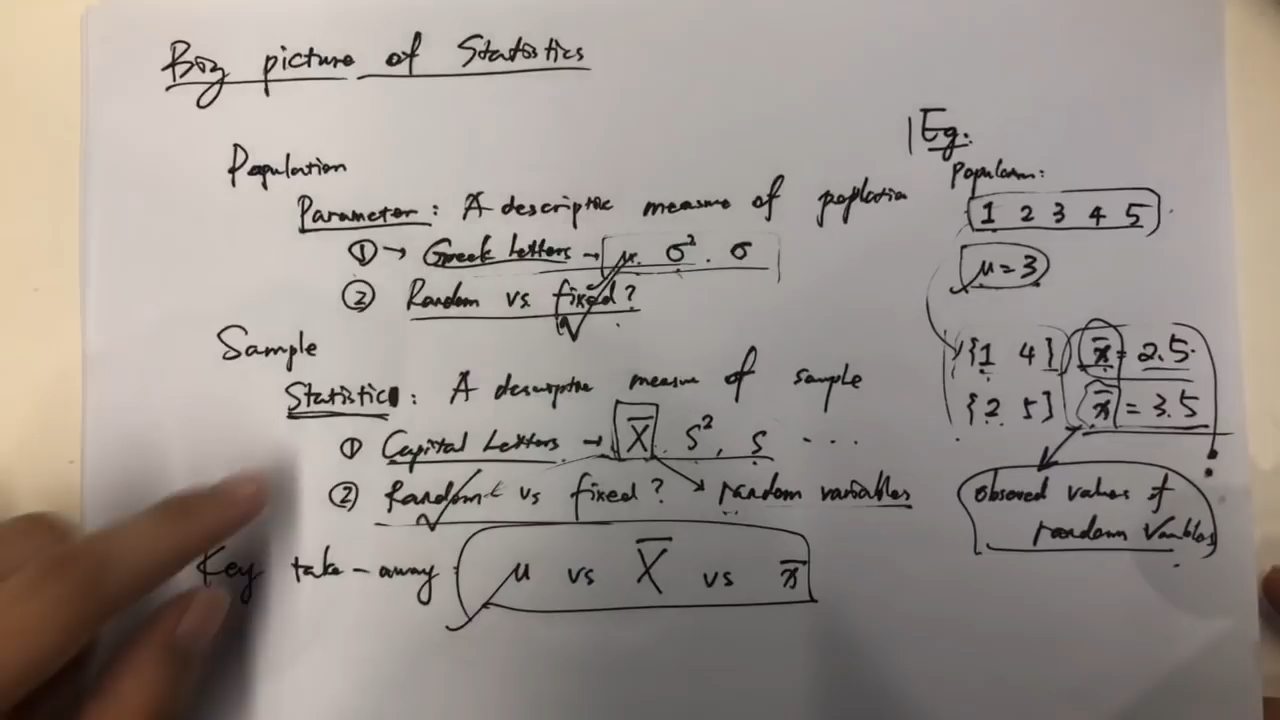 Big picture of Statistics
Population
Parameter: A descriptive measure of poplation
① → Greek Letters → μ, σ², σ
② Random vs fixed?
Sample
Statistic: A descriptive measure of sample
① Capital Letters → X̄, S², S ...
② Random vs fixed? → random variables
Key take-away: μ vs X̄ vs x̄
Eg:
Population:
1 2 3 4 5
μ = 3
{1 4} x̄ = 2.5
{2 5} x̄ = 3.5
observed values of
random variables